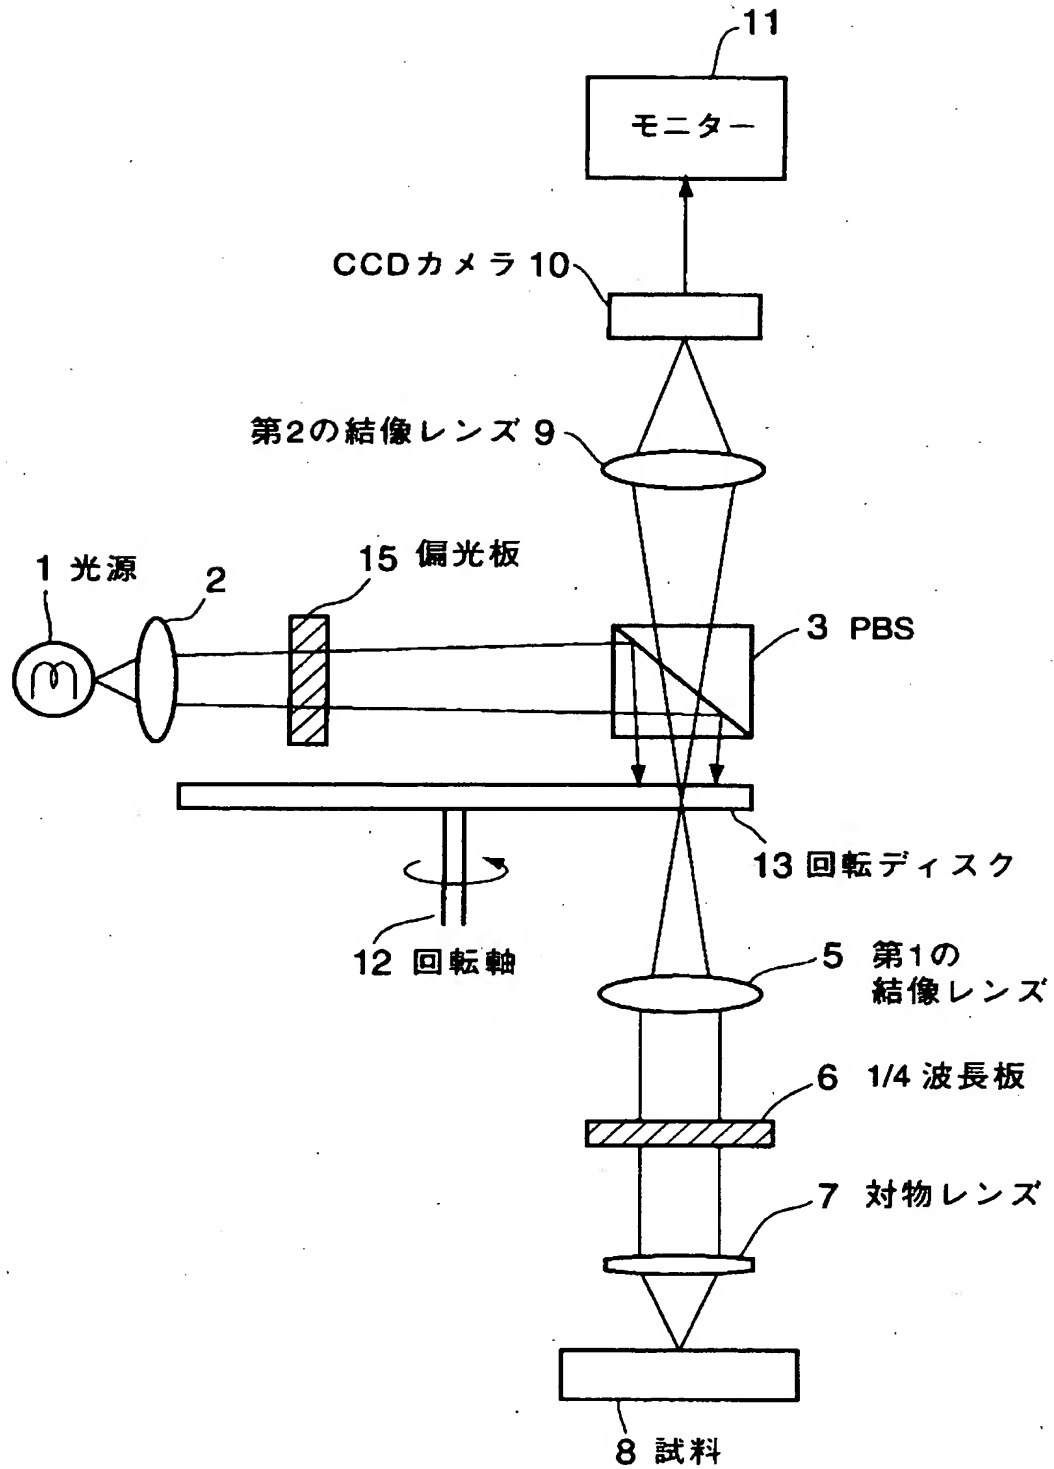 11
モニター
CCDカメラ 10
第2の結像レンズ 9
1 光源
2
15 偏光板
3 PBS
13 回転ディスク
12 回転軸
5 第1の
結像レンズ
6 1/4 波長板
7 対物レンズ
8 試料